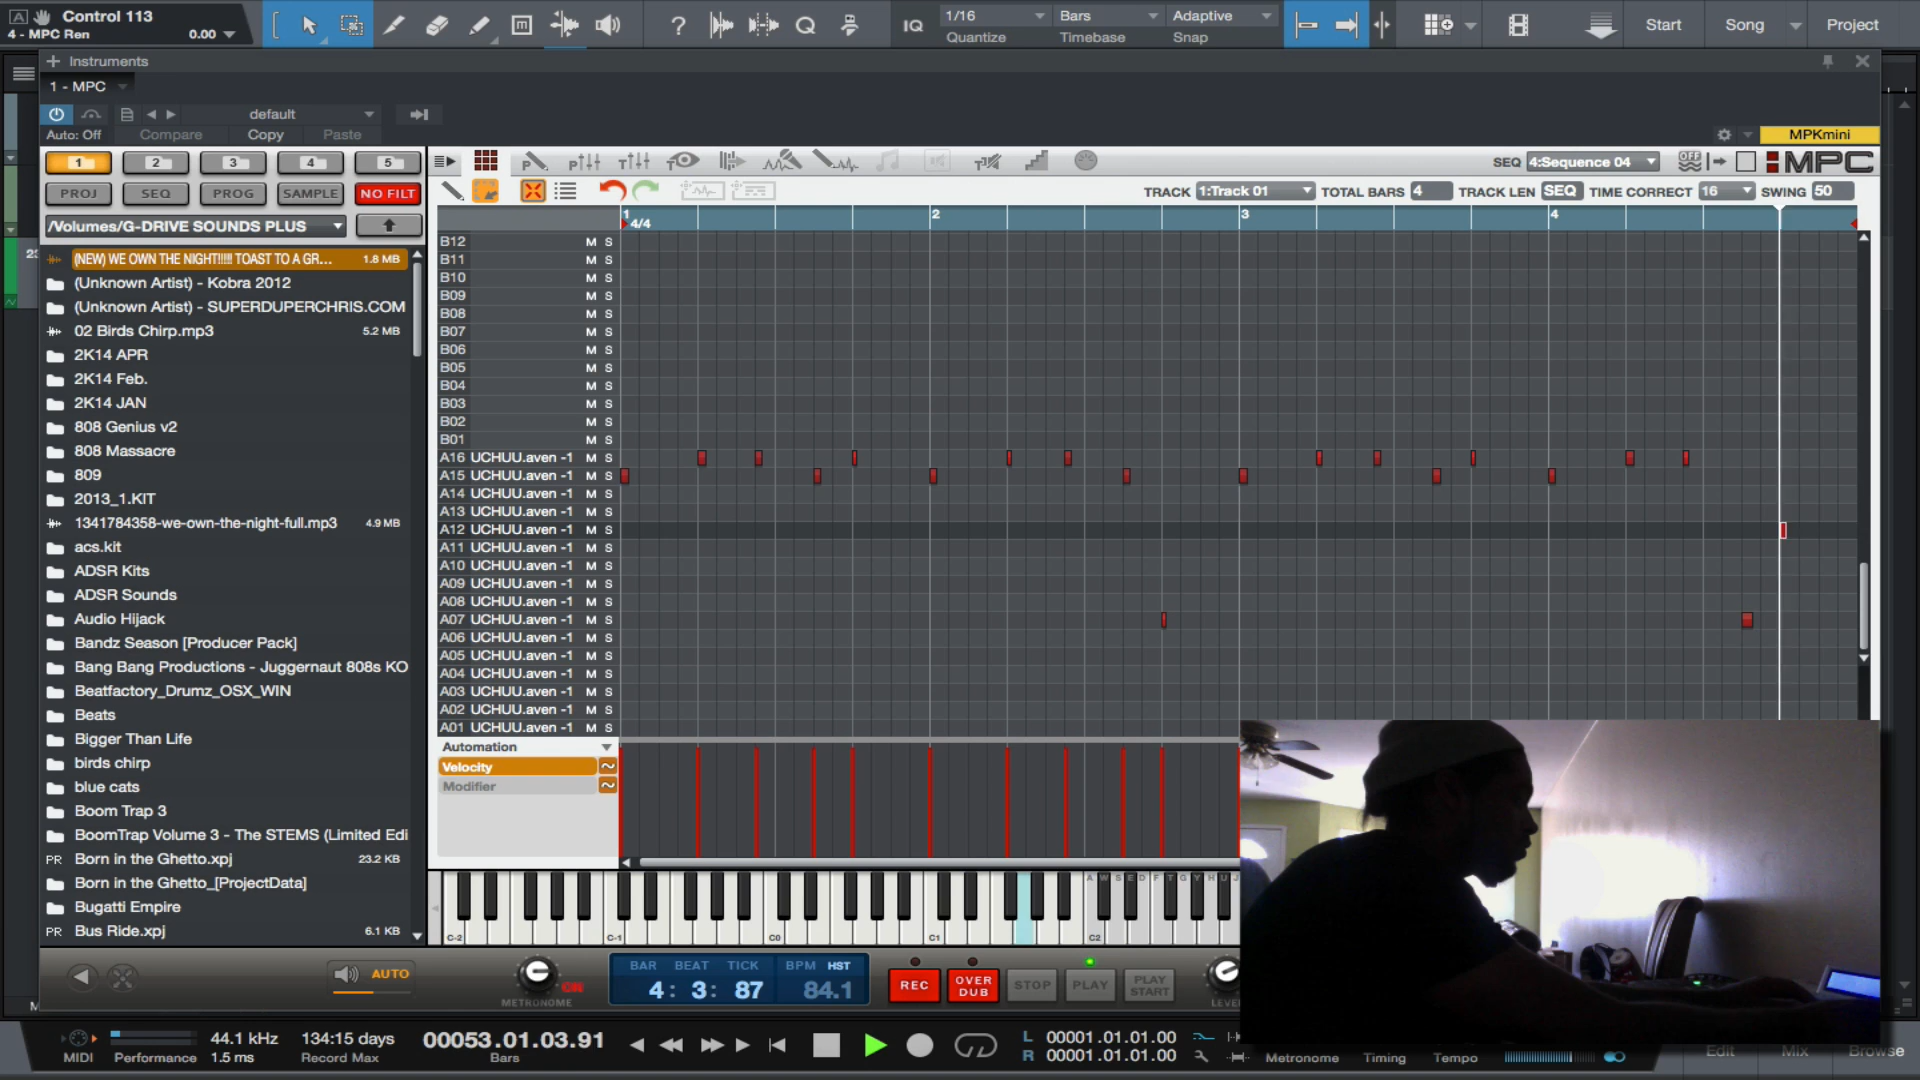 Control 113
4 - MPC Ren 0.00
IQ
1/16
Quantize
Bars
Timebase
Adaptive
Snap
Start
Song
Project
Instruments
1 - MPC
default
Auto: Off
Compare
Copy
Paste
MPKmini
1 2 3 4 5
PROJ SEQ PROG SAMPLE NO FILT
/Volumes/G-DRIVE SOUNDS PLUS
(NEW) WE OWN THE NIGHT!!!!! TOAST TO A GR... 1.8 MB
(Unknown Artist) - Kobra 2012
(Unknown Artist) - SUPERDUPERCHRIS.COM
02 Birds Chirp.mp3 5.2 MB
2K14 APR
2K14 Feb.
2K14 JAN
808 Genius v2
808 Massacre
809
2013_1.KIT
1341784358-we-own-the-night-full.mp3 4.9 MB
acs.kit
ADSR Kits
ADSR Sounds
Audio Hijack
Bandz Season [Producer Pack]
Bang Bang Productions - Juggernaut 808s KO
Beatfactory_Drumz_OSX_WIN
Beats
Bigger Than Life
birds chirp
blue cats
Boom Trap 3
BoomTrap Volume 3 - The STEMS (Limited Edi
PR Born in the Ghetto.xpj 23.2 KB
Born in the Ghetto_[ProjectData]
Bugatti Empire
PR Bus Ride.xpj 6.1 KB
SEQ 4:Sequence 04 OFF MPC
TRACK 1:Track 01 TOTAL BARS 4 TRACK LEN SEQ TIME CORRECT 16 SWING 50
1 2 3 4
4/4
B12 M S
B11 M S
B10 M S
B09 M S
B08 M S
B07 M S
B06 M S
B05 M S
B04 M S
B03 M S
B02 M S
B01 M S
A16 UCHUU.aven -1 M S
A15 UCHUU.aven -1 M S
A14 UCHUU.aven -1 M S
A13 UCHUU.aven -1 M S
A12 UCHUU.aven -1 M S
A11 UCHUU.aven -1 M S
A10 UCHUU.aven -1 M S
A09 UCHUU.aven -1 M S
A08 UCHUU.aven -1 M S
A07 UCHUU.aven -1 M S
A06 UCHUU.aven -1 M S
A05 UCHUU.aven -1 M S
A04 UCHUU.aven -1 M S
A03 UCHUU.aven -1 M S
A02 UCHUU.aven -1 M S
A01 UCHUU.aven -1 M S
Automation
Velocity
Modifier
A W S E D F T G Y H U J
C-2 C-1 C0 C1 C2
AUTO
METRONOME
ON
BAR BEAT TICK BPM HST
4: 3: 87 84.1
REC
OVER DUB
STOP
PLAY
PLAY START
LEVEL
MIDI
Performance
44.1 kHz
1.5 ms
134:15 days
Record Max
00053.01.03.91
Bars
L 00001.01.01.00
R 00001.01.01.00
Metronome
Timing
Tempo
Edit
Mix
Browse